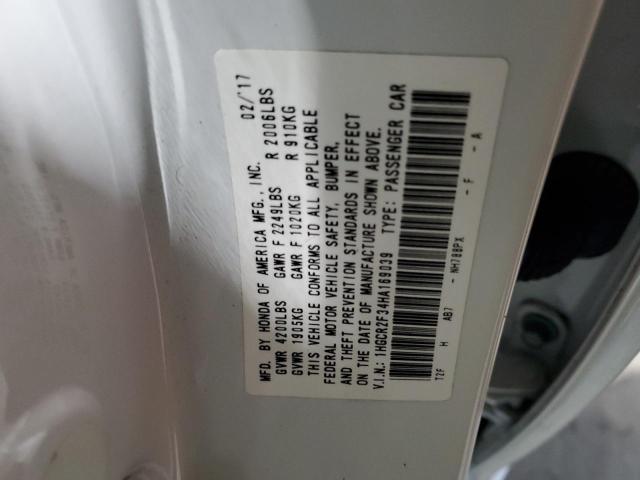 MFD. BY HONDA OF AMERICA MFG., INC. 02/'17
GVWR 4200LBS GAWR F 2249LBS R 2006LBS
GVWR 1905KG GAWR F 1020KG R 910KG
THIS VEHICLE CONFORMS TO ALL APPLICABLE
FEDERAL MOTOR VEHICLE SAFETY, BUMPER,
AND THEFT PREVENTION STANDARDS IN EFFECT
ON THE DATE OF MANUFACTURE SHOWN ABOVE.
V.I.N.: 1HGCR2F34HA169039 TYPE: PASSENGER CAR
T2F H AB7 - NH788PX - F - A